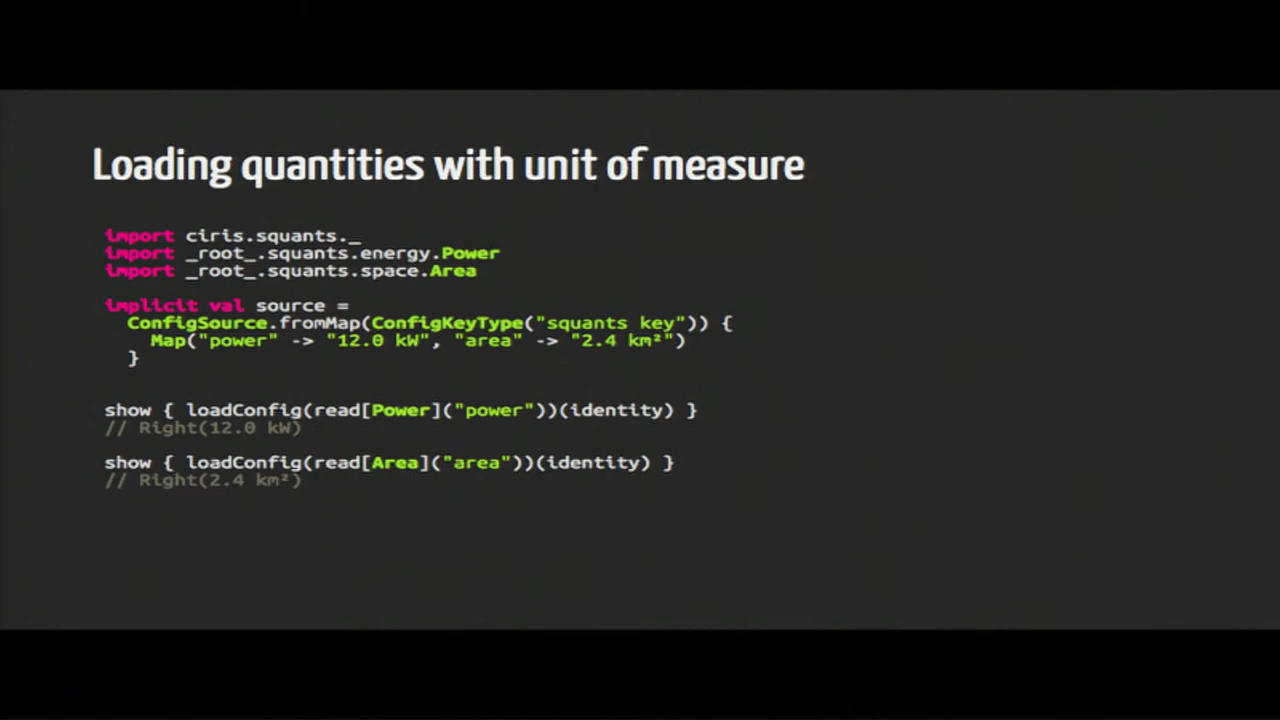 Loading quantities with unit of measure
import ciris.squants._
import _root_.squants.energy.Power
import _root_.squants.space.Area
implicit val source =
ConfigSource.fromMap(ConfigKeyType("squants key")) {
Map("power" -> "12.0 kW", "area" -> "2.4 km²")
}
show { loadConfig(read[Power]("power"))(identity) }
// Right(12.0 kW)
show { loadConfig(read[Area]("area"))(identity) }
// Right(2.4 km²)